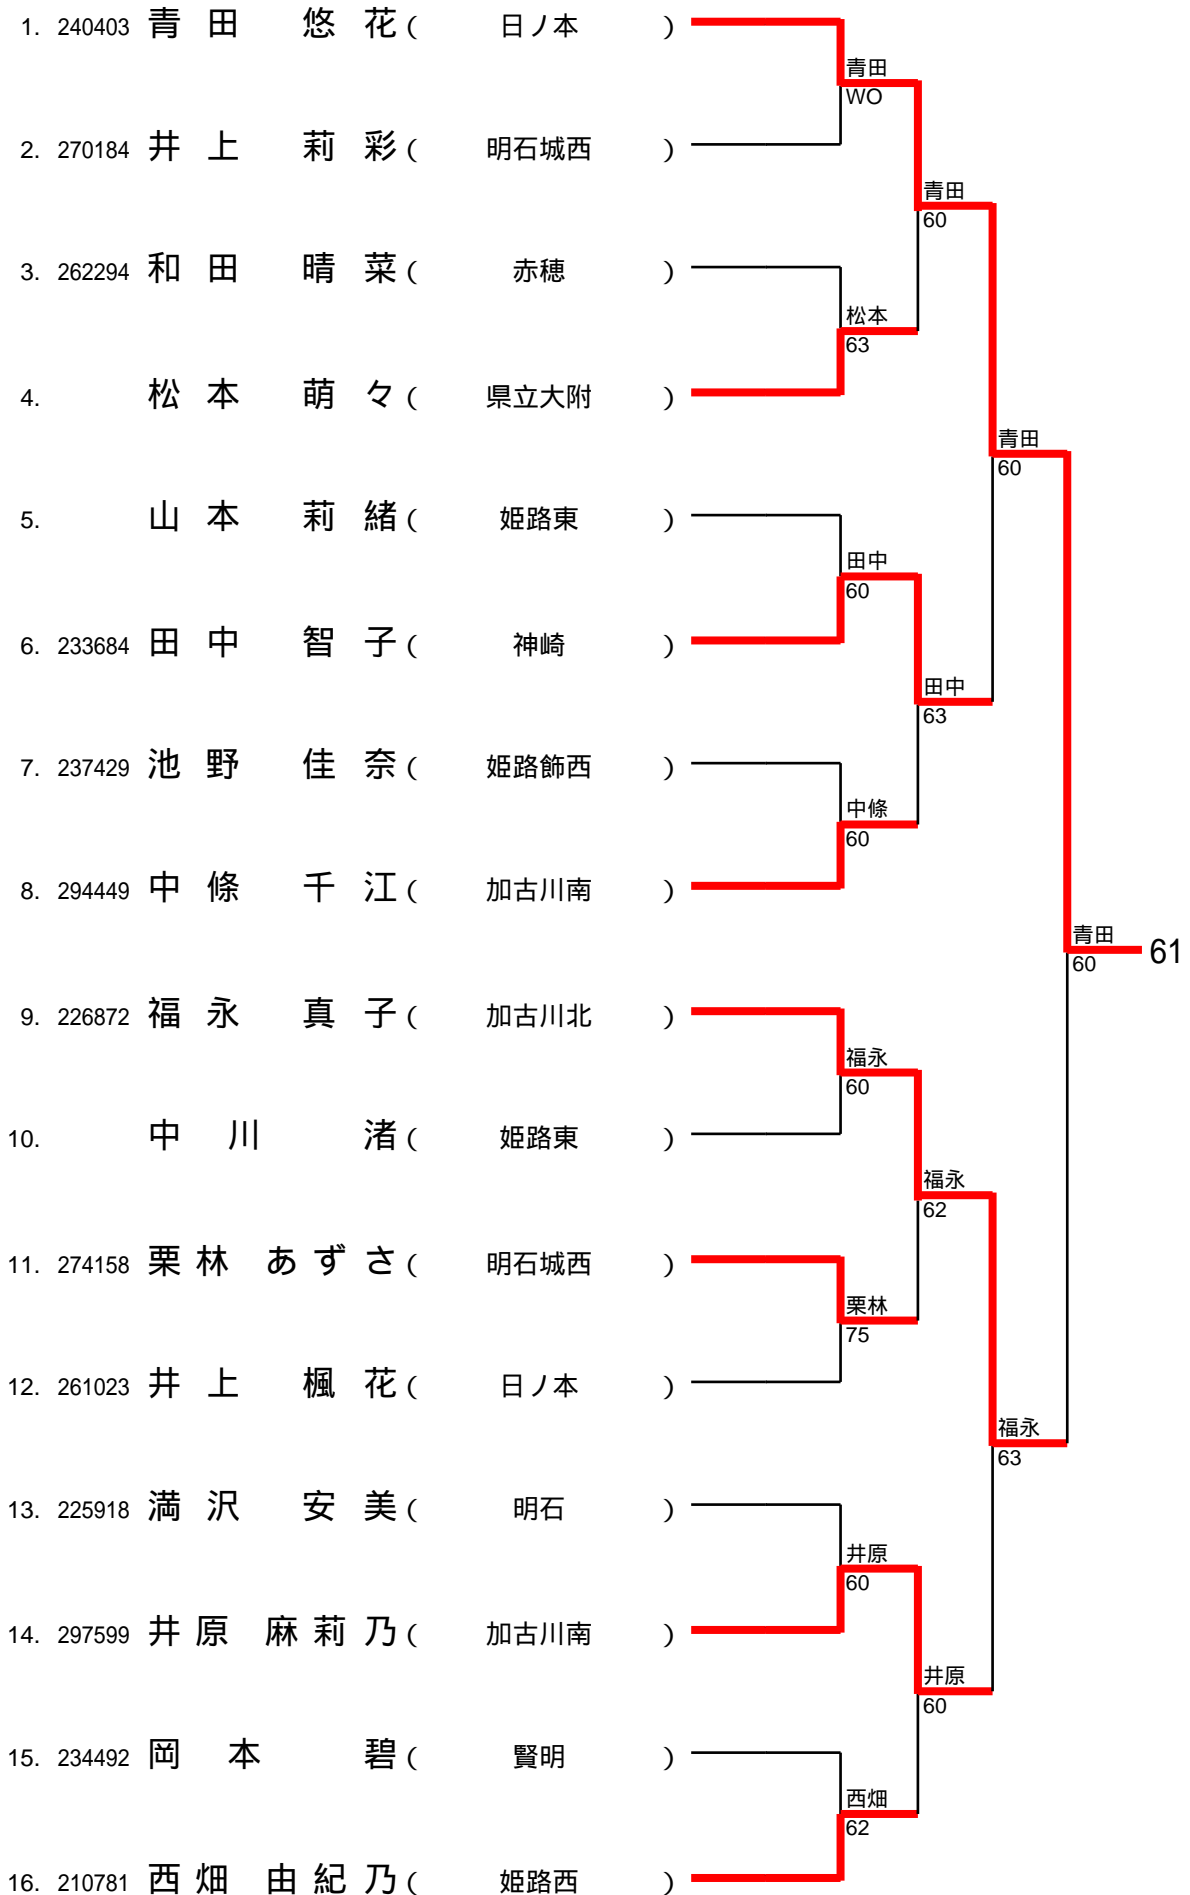 1. 240403 青田 悠花 ( 日ノ本 )
青田
WO
2. 270184 井上 莉彩 ( 明石城西 )
青田
60
3. 262294 和田 晴菜 ( 赤穂 )
松本
63
4. 松本 萌々 ( 県立大附 )
青田
60
5. 山本 莉緒 ( 姫路東 )
田中
60
6. 233684 田中 智子 ( 神崎 )
田中
63
7. 237429 池野 佳奈 ( 姫路飾西 )
中條
60
8. 294449 中條 千江 ( 加古川南 )
青田
60
61
9. 226872 福永 真子 ( 加古川北 )
福永
60
10. 中川 渚 ( 姫路東 )
福永
62
11. 274158 栗林 あずさ ( 明石城西 )
栗林
75
12. 261023 井上 楓花 ( 日ノ本 )
福永
63
13. 225918 満沢 安美 ( 明石 )
井原
60
14. 297599 井原 麻莉乃 ( 加古川南 )
井原
60
15. 234492 岡本 碧 ( 賢明 )
西畑
62
16. 210781 西畑 由紀乃 ( 姫路西 )